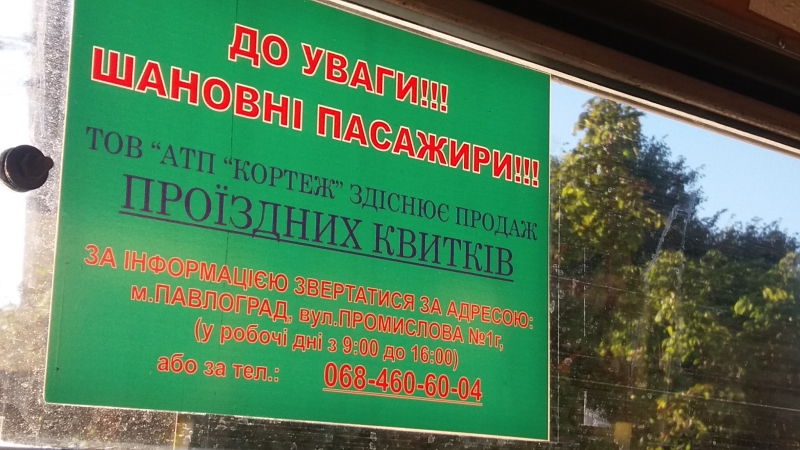 ДО УВАГИ!!!
ШАНОВНІ ПАСАЖИРИ!!!
ТОВ “АТП “КОРТЕЖ” ЗДІСНЮЄ ПРОДАЖ
ПРОЇЗДНИХ КВИТКІВ
ЗА ІНФОРМАЦІЄЮ ЗВЕРТАТИСЯ ЗА АДРЕСОЮ:
м.ПАВЛОГРАД, вул.ПРОМИСЛОВА №1г,
(у робочі дні з 9:00 до 16:00)
або за тел.: 068-460-60-04